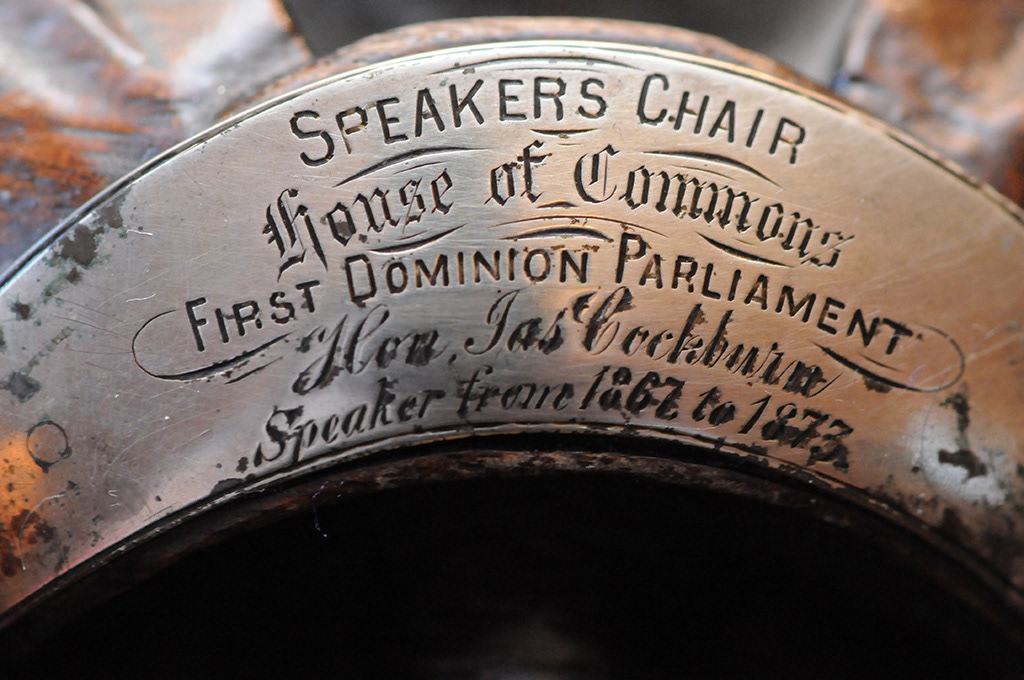 SPEAKERS CHAIR
House of Commons
FIRST DOMINION PARLIAMENT
Hon. Jas Cockburn
Speaker from 1867 to 1873.